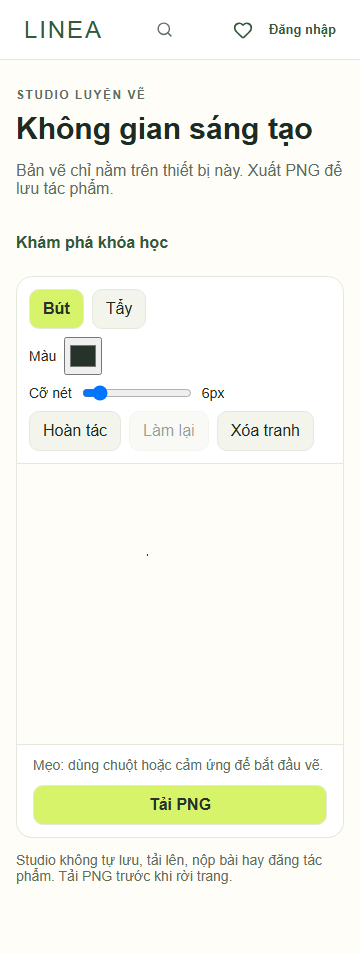 LINEA
Đăng nhập
STUDIO LUYỆN VẼ
Không gian sáng tạo
Bản vẽ chỉ nằm trên thiết bị này. Xuất PNG để
lưu tác phẩm.
Khám phá khóa học
Bút
Tẩy
Màu
Cỡ nét
6px
Hoàn tác
Làm lại
Xóa tranh
Mẹo: dùng chuột hoặc cảm ứng để bắt đầu vẽ.
Tải PNG
Studio không tự lưu, tải lên, nộp bài hay đăng tác
phẩm. Tải PNG trước khi rời trang.